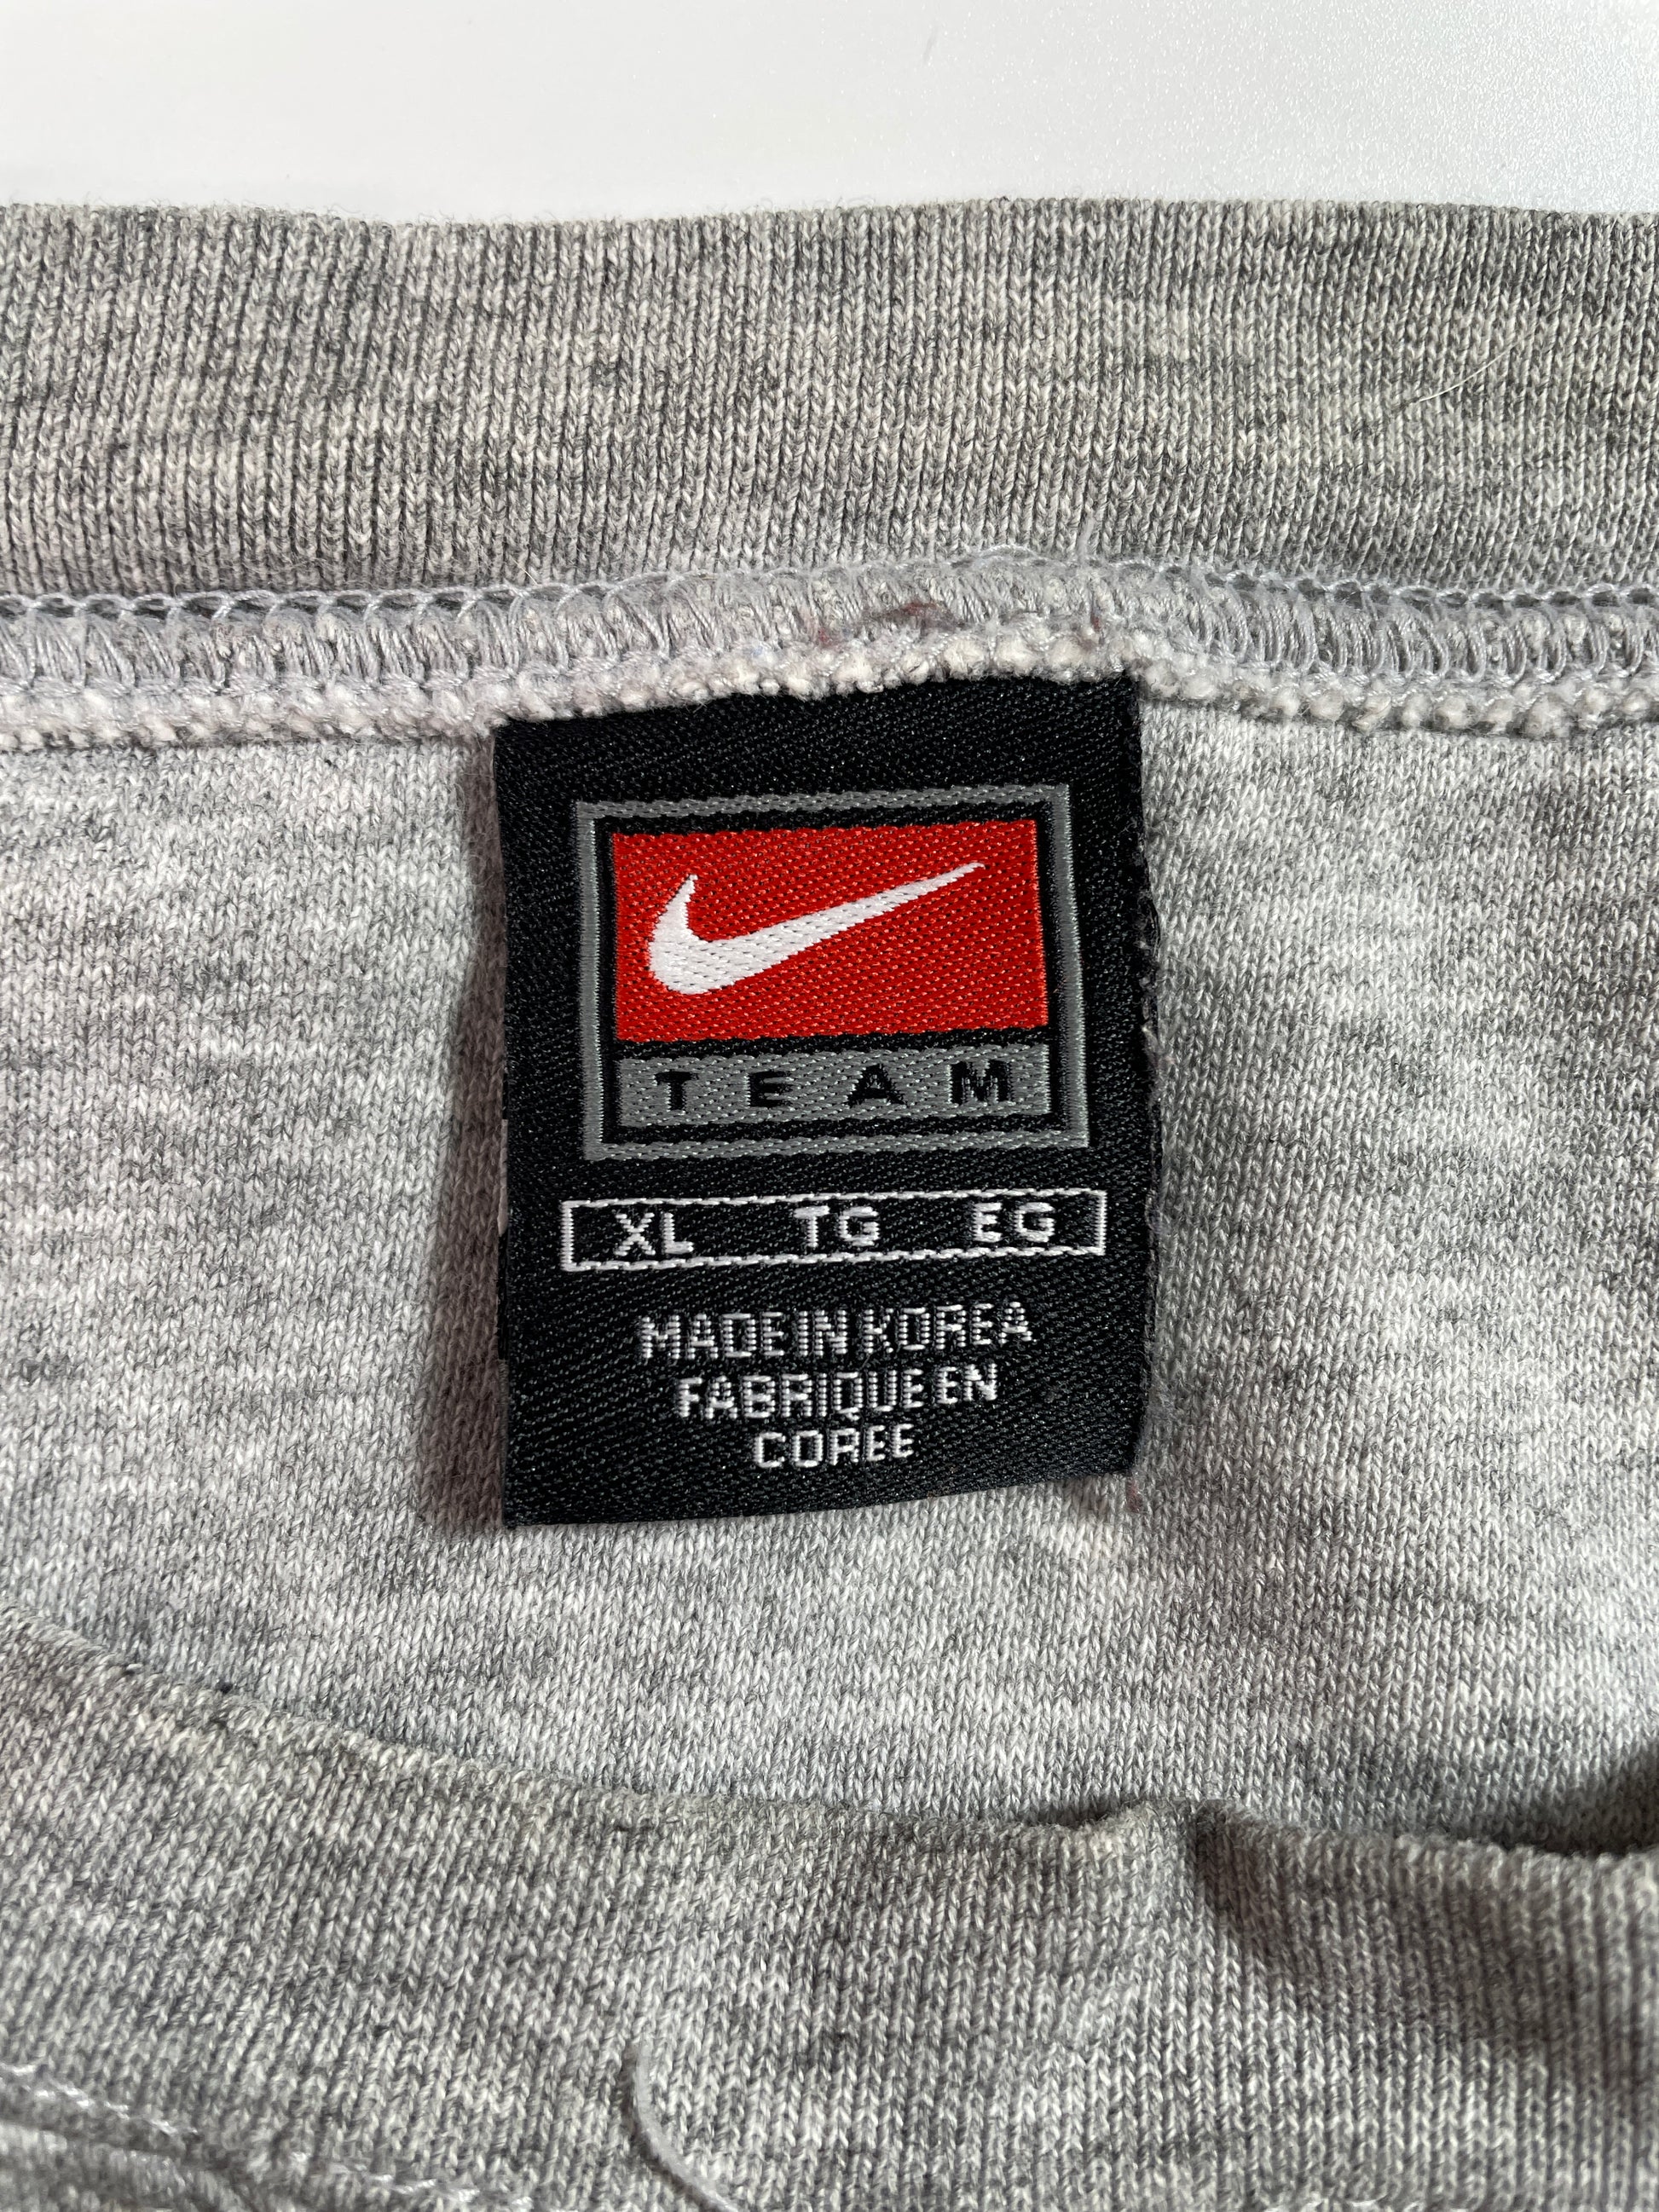 TEAM
XL TG EG
MADE IN KOREA
FABRIQUE EN
COREE